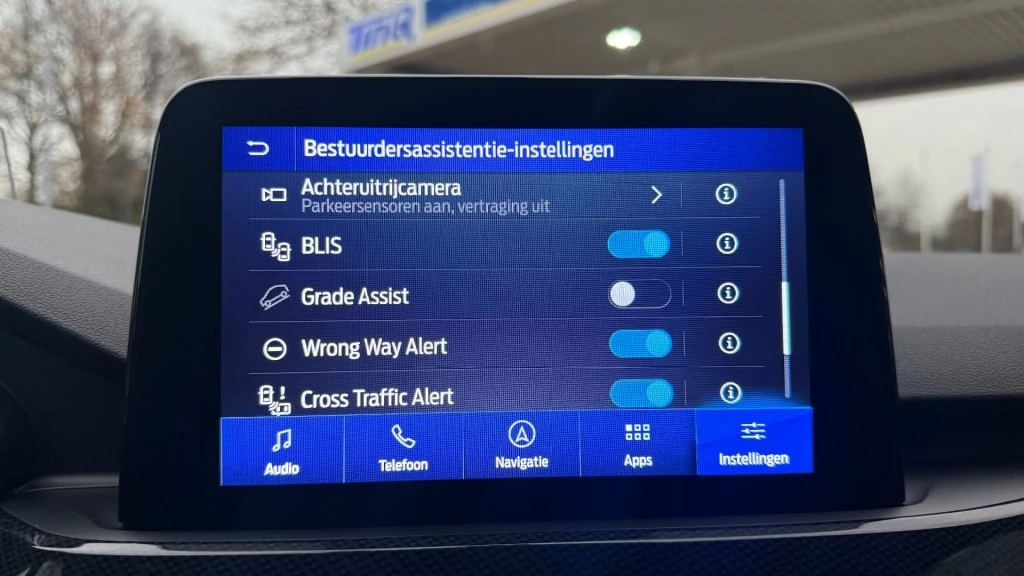 Bestuurdersassistentie-instellingen
Achteruitrijcamera
Parkeersensoren aan, vertraging uit
BLIS
Grade Assist
Wrong Way Alert
Cross Traffic Alert
Audio
Telefoon
Navigatie
Apps
Instellingen